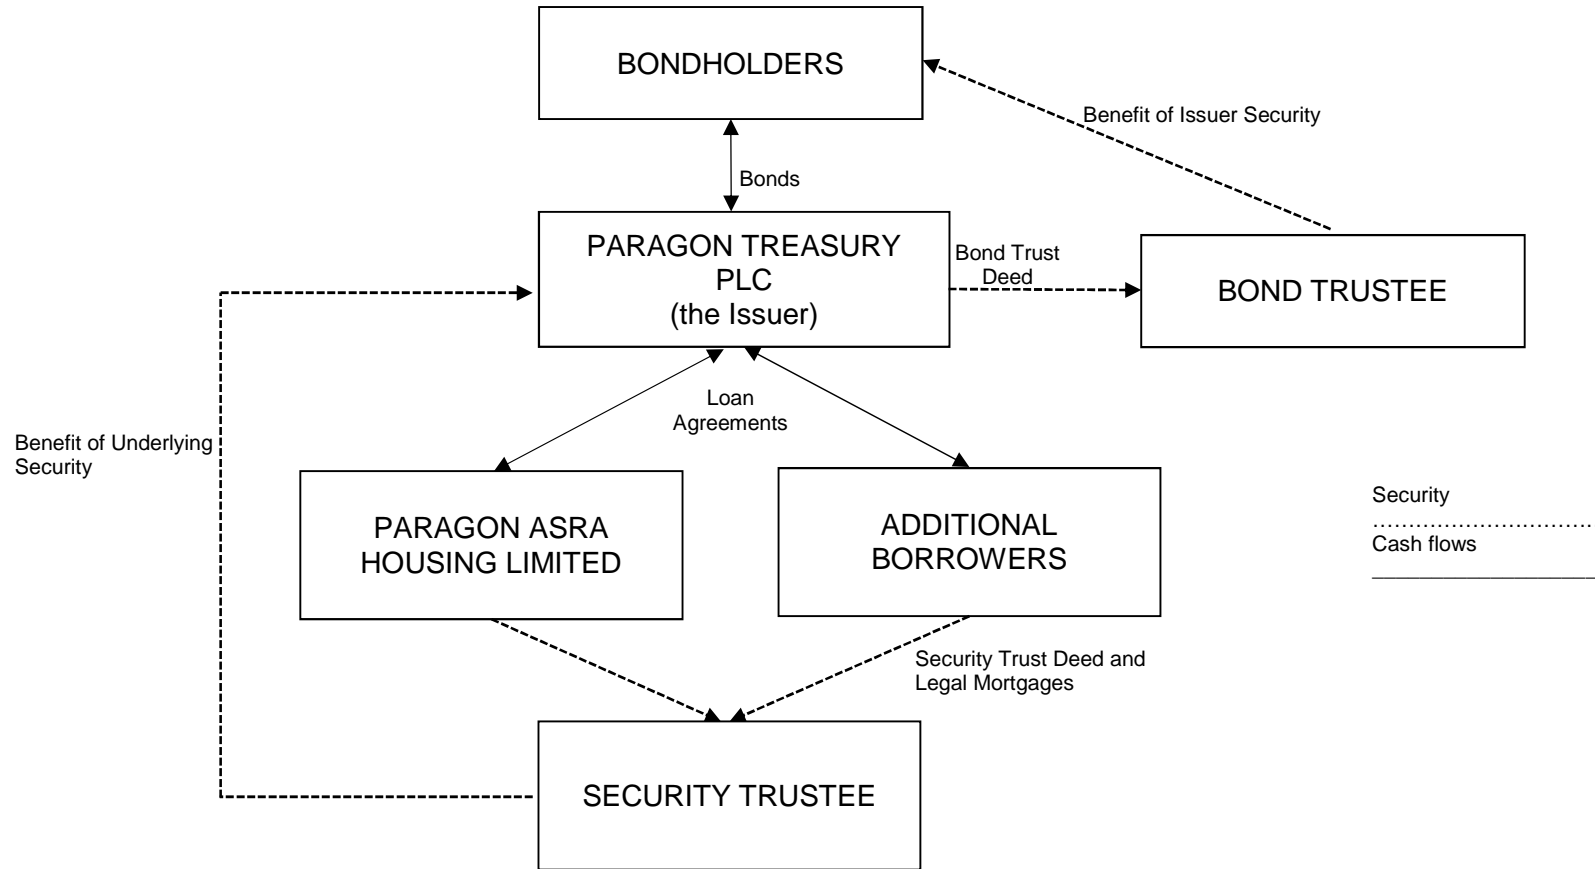 BONDHOLDERS
Benefit of Issuer Security
Bonds
PARAGON TREASURY
PLC
(the Issuer)
Bond Trust
Deed
BOND TRUSTEE
Loan
Agreements
Benefit of Underlying
Security
PARAGON ASRA
HOUSING LIMITED
ADDITIONAL
BORROWERS
Security
................................
Cash flows
Security Trust Deed and
Legal Mortgages
SECURITY TRUSTEE